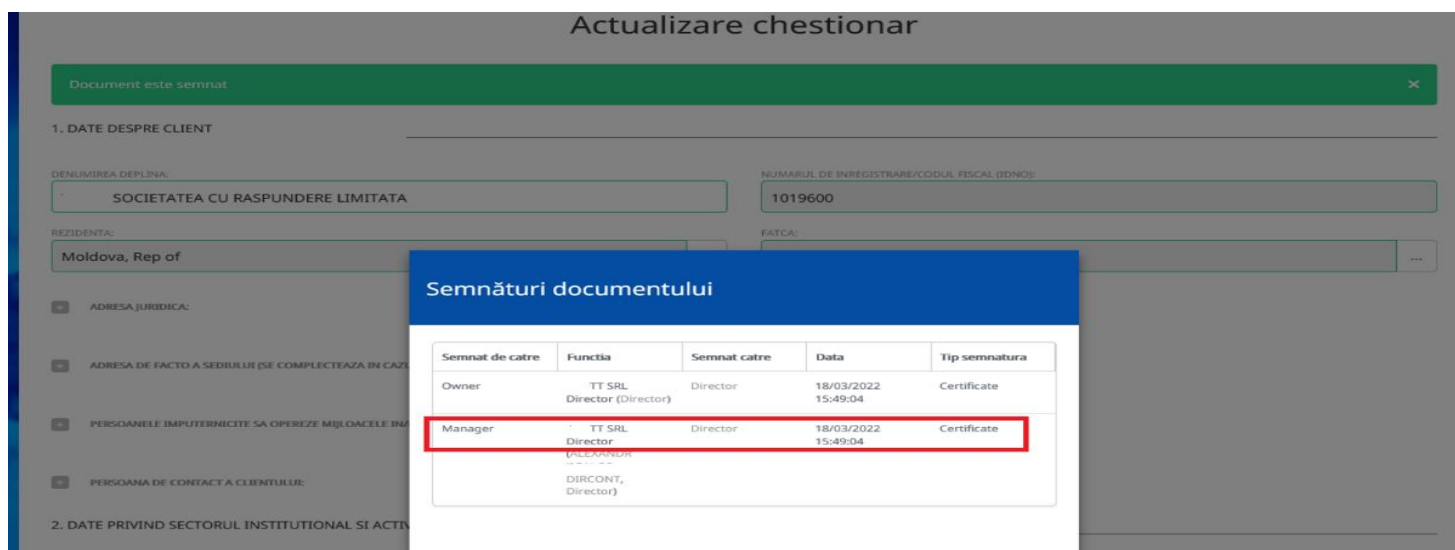 Actualizare chestionar
Document este semnat
×
1. DATE DESPRE CLIENT
DENUMIREA DEPLINA:
NUMARUL DE INREGISTRARE/CODUL FISCAL (IDNO):
SOCIETATEA CU RASPUNDERE LIMITATA
1019600
REZIDENTA:
FATCA:
Moldova, Rep of
...
ADRESA JURIDICA:
ADRESA DE FACTO A SEDIULUI (SE COMPLECTEAZA IN CAZU
PERSOANELE IMPUTERNICITE SA OPEREZE MIJLOACELE IN
PERSOANA DE CONTACT A CLIENTULUI:
2. DATE PRIVIND SECTORUL INSTITUTIONAL SI ACTIV
Semnături documentului
Semnat de catre Functia Semnat catre Data Tip semnatura
Owner TT SRL Director 18/03/2022 Certificate
Director (Director) 15:49:04
Manager TT SRL Director 18/03/2022 Certificate
Director 15:49:04
(ALEXANDR
DIRCONT,
Director)